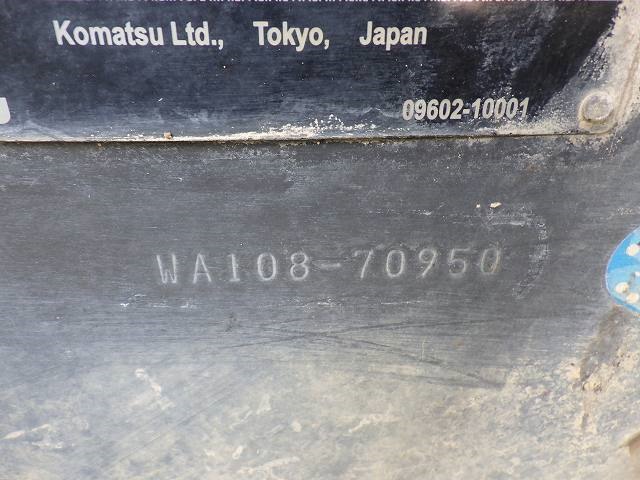 Komatsu Ltd., Tokyo, Japan
09602-10001
WA108-70950